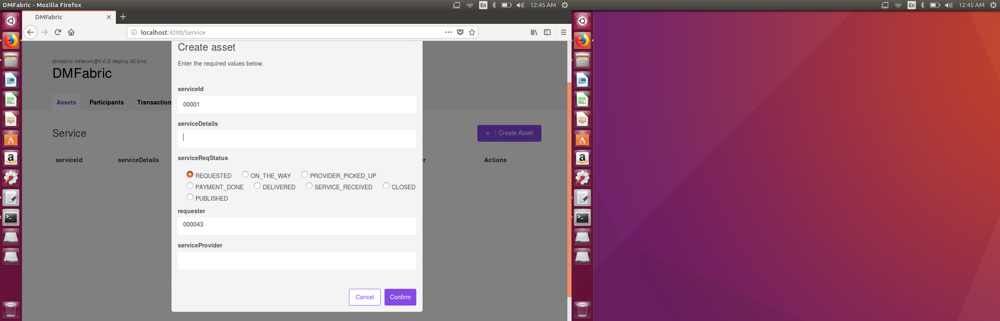 DMFabric - Mozilla Firefox
En
12:45 AM
En
12:45 AM
DMFabric
localhost:4200/Service
Create asset
Enter the required values below.
dmfabric-network@0.0.2-deploy.45.bna
DMFabric
Assets
Participants
Transaction
Service
+ | Create Asset
serviceId
serviceDetails
er
Actions
serviceId
00001
serviceDetails
serviceReqStatus
REQUESTED
ON_THE_WAY
PROVIDER_PICKED_UP
PAYMENT_DONE
DELIVERED
SERVICE_RECEIVED
CLOSED
PUBLISHED
requester
000043
serviceProvider
Cancel
Confirm